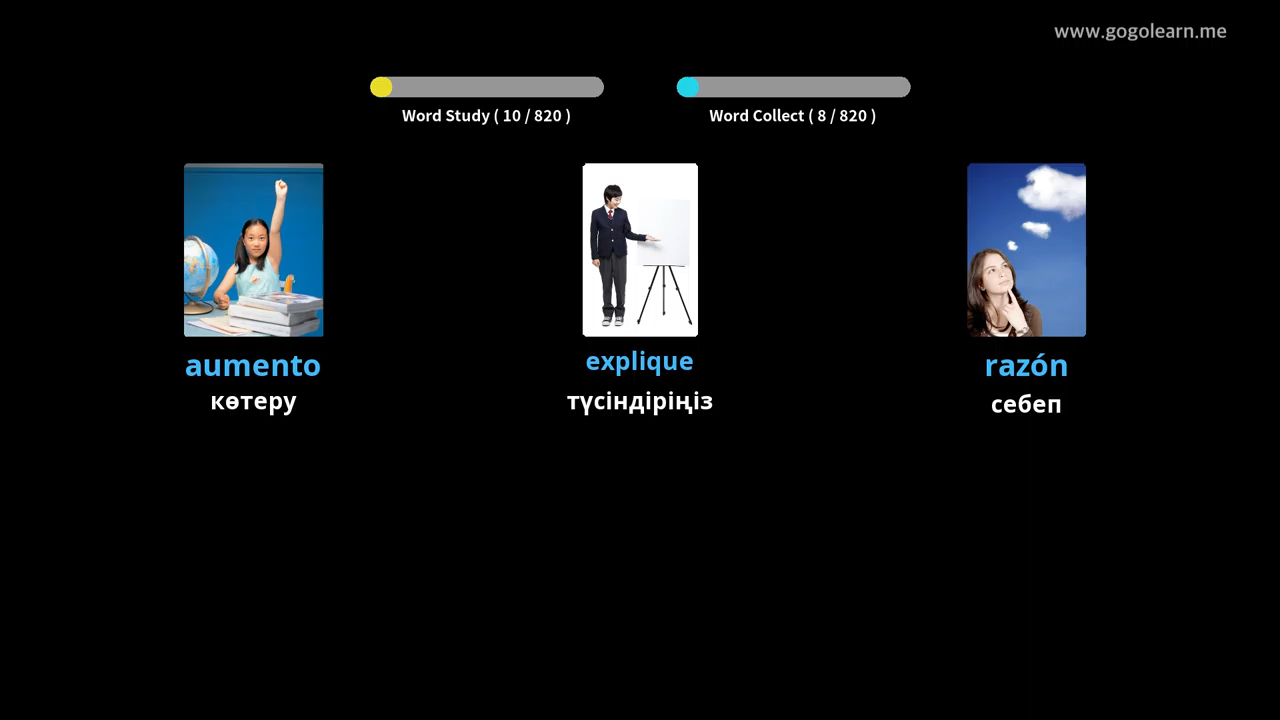 www.gogolearn.me
Word Study ( 10 / 820 )
Word Collect ( 8 / 820 )
aumento
көтеру
explique
түсіндіріңіз
razón
себеп